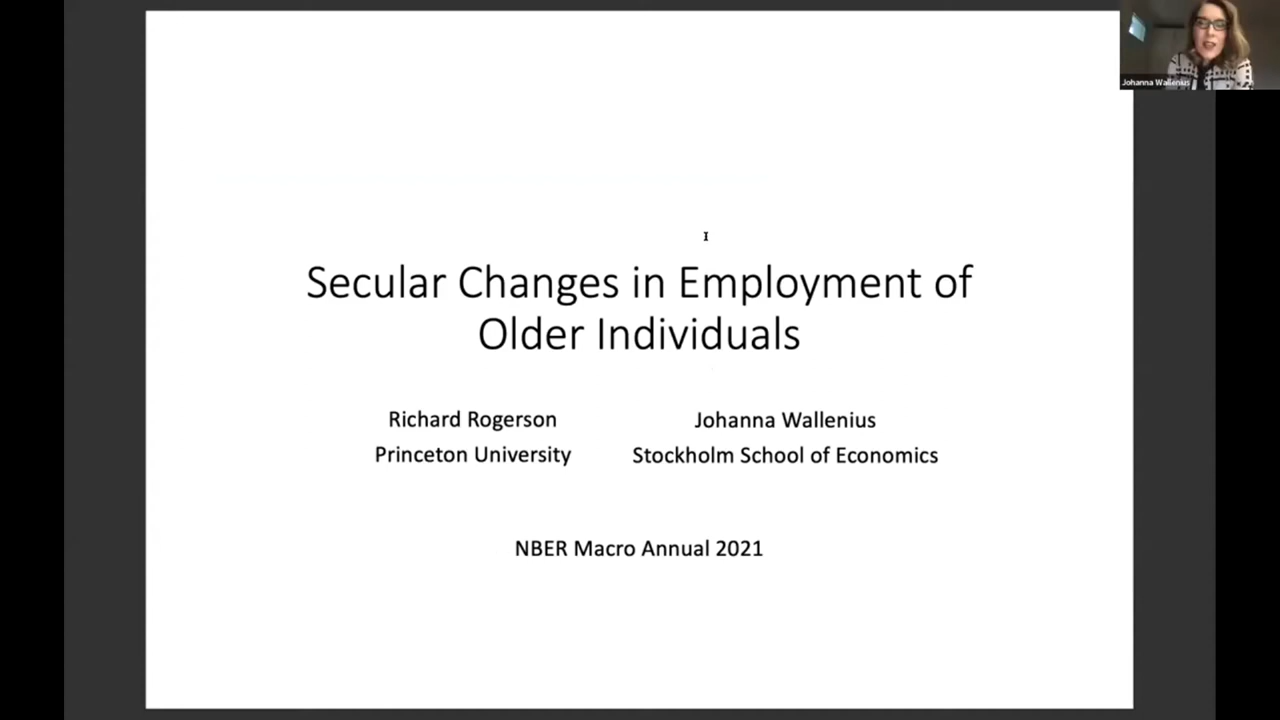 Johanna Wallenius
Secular Changes in Employment of
Older Individuals
Richard Rogerson
Princeton University
Johanna Wallenius
Stockholm School of Economics
NBER Macro Annual 2021